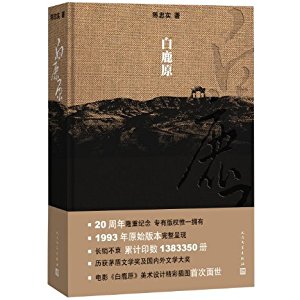 陈忠实 著
白鹿原
白鹿原
20周年隆重纪念 专有版权惟一拥有
1993年原始版本完整呈现
长销不衰 累计印数1383350册
历获茅盾文学奖及国内外文学大奖
电影《白鹿原》美术设计精彩插图首次面世
人民文学出版社